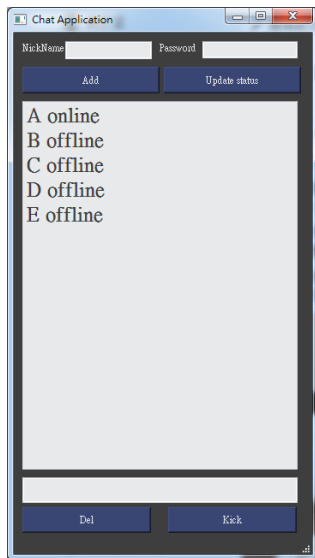 Chat Application
NickName Password
Add Update status
A online
B offline
C offline
D offline
E offline
Del Kick